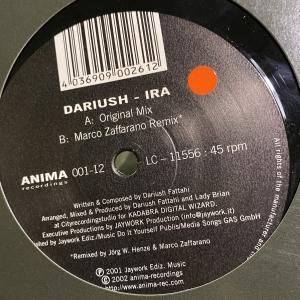 4 036909 002612
DARIUSH - IRA
A: Original Mix
B: Marco Zaffarano Remix*
ANIMA
recordings
001-12
LC – 11556 : 45 rpm
Written & Composed by Dariush Fattahi
Arranged, Mixed & Produced by Dariush Fattahi and Lady Brian
at Cityrecordingstudio for KADABRA DIGITAL WIZARD.
Executive Producers for JAYWORK Production (info@jaywork.it)
Published by Jaywork Ediz./Music Do It Yourself Publ/Media Songs GAS GmbH
*Remixed by Jörg W. Henze & Marco Zaffarano
℗ 2001 Jaywork Ediz. Music
© 2002 anima-recordings
http://www.anima-rec.com
All rights of the manufacturer and